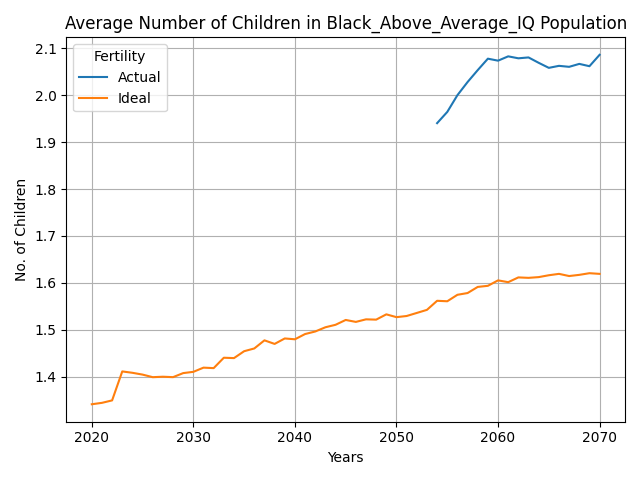 Average Number of Children in Black_Above_Average_IQ Population
Fertility
Actual
Ideal
No. of Children
2.1
2.0
1.9
1.8
1.7
1.6
1.5
1.4
2020 2030 2040 2050 2060 2070
Years